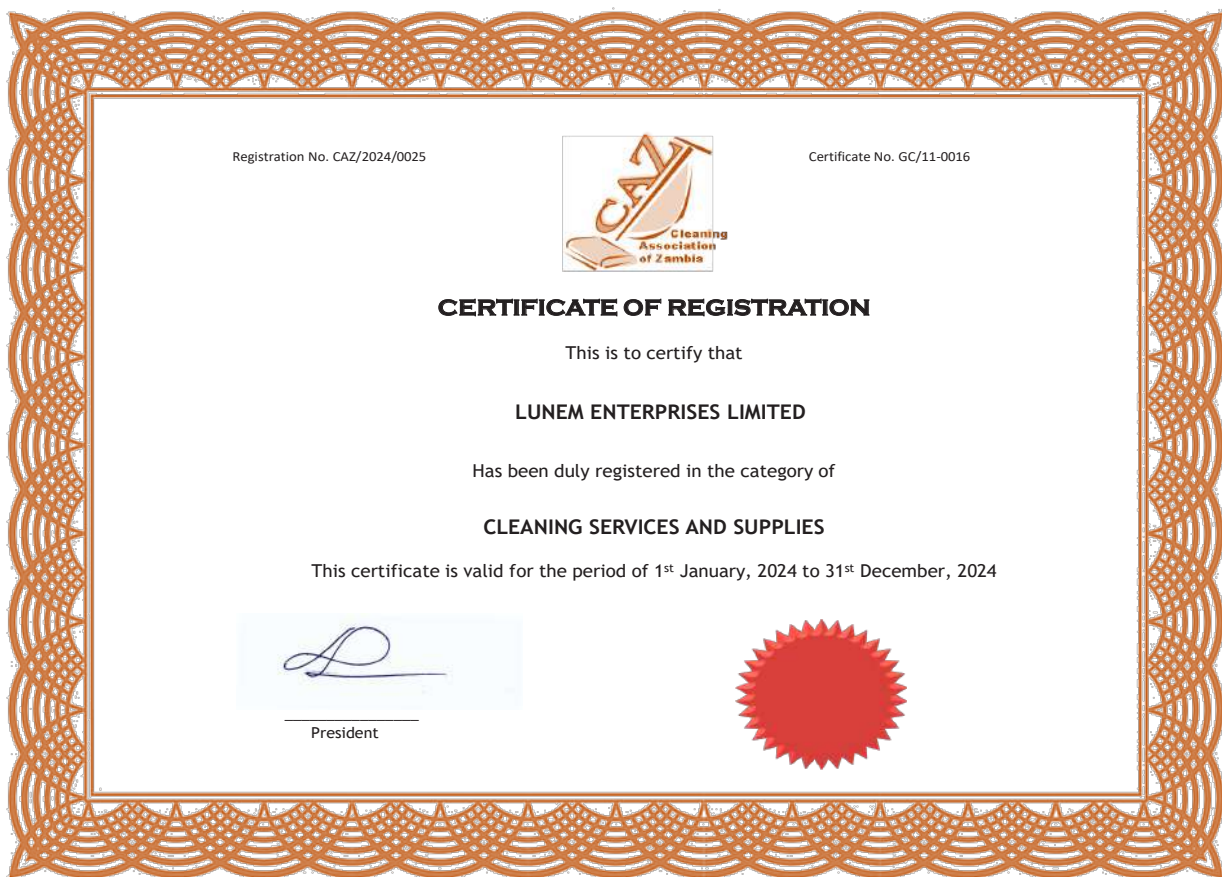 Registration No. CAZ/2024/0025
Certificate No. GC/11-0016
CAZ
Cleaning
Association
of Zambia
CERTIFICATE OF REGISTRATION
This is to certify that
LUNEM ENTERPRISES LIMITED
Has been duly registered in the category of
CLEANING SERVICES AND SUPPLIES
This certificate is valid for the period of 1st January, 2024 to 31st December, 2024
President